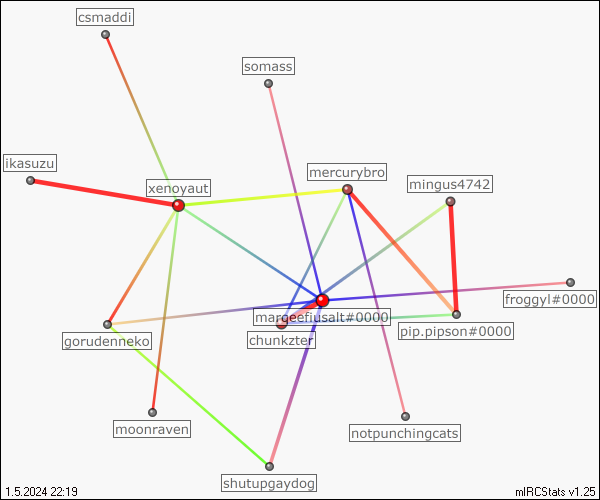 csmaddi
somass
ikasuzu
xenoyaut
mercurybro
mingus4742
froggyl#0000
margefiusalt#0000
pip.pipson#0000
chunkzter
gorudenneko
moonraven
notpunchingcats
shutupgaydog
1.5.2024 22:19
mIRCStats v1.25